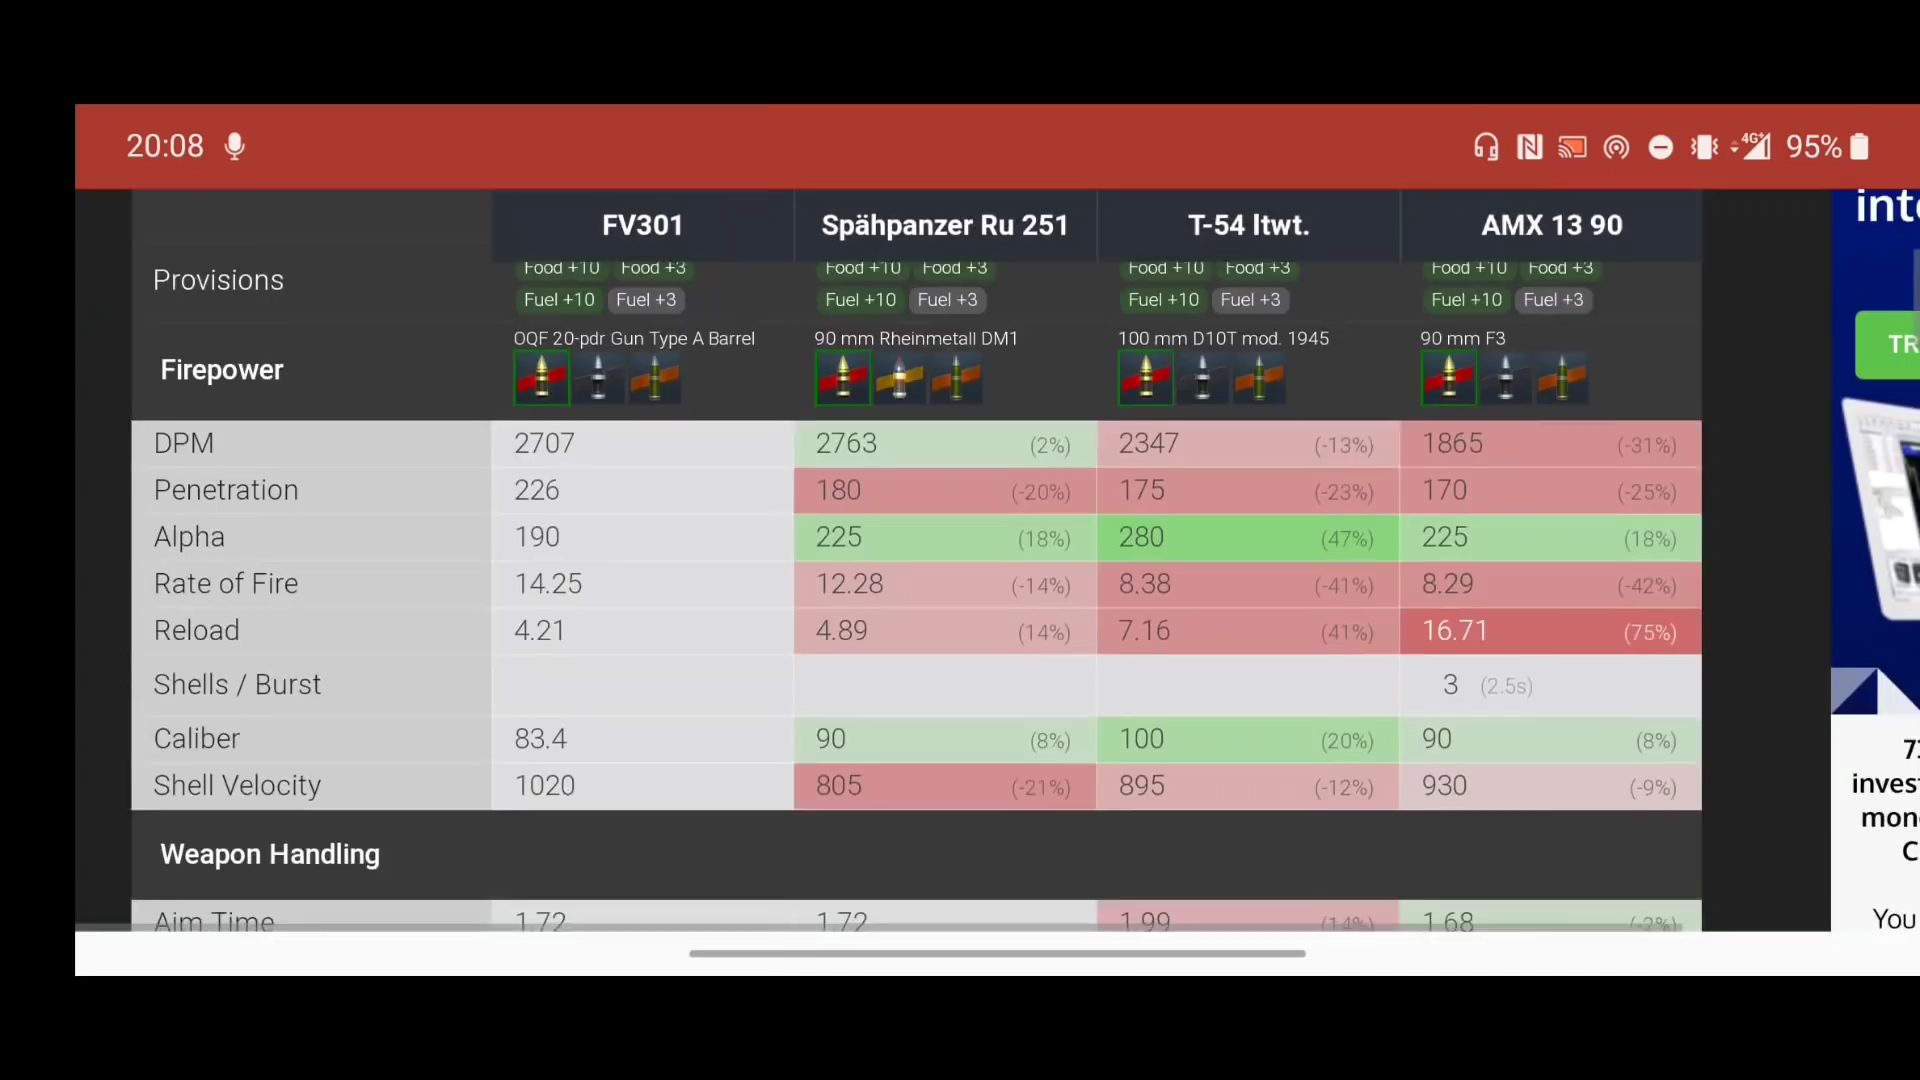 20:08 4G+ 95%
FV301 Spähpanzer Ru 251 T-54 ltwt. AMX 13 90
Provisions
Food +10 Food +3 Food +10 Food +3 Food +10 Food +3 Food +10 Food +3
Fuel +10 Fuel +3 Fuel +10 Fuel +3 Fuel +10 Fuel +3 Fuel +10 Fuel +3
Firepower
OQF 20-pdr Gun Type A Barrel 90 mm Rheinmetall DM1 100 mm D10T mod. 1945 90 mm F3
DPM 2707 2763 (2%) 2347 (-13%) 1865 (-31%)
Penetration 226 180 (-20%) 175 (-23%) 170 (-25%)
Alpha 190 225 (18%) 280 (47%) 225 (18%)
Rate of Fire 14.25 12.28 (-14%) 8.38 (-41%) 8.29 (-42%)
Reload 4.21 4.89 (14%) 7.16 (41%) 16.71 (75%)
Shells / Burst 3 (2.5s)
Caliber 83.4 90 (8%) 100 (20%) 90 (8%)
Shell Velocity 1020 805 (-21%) 895 (-12%) 930 (-9%)
Weapon Handling
Aim Time 1.72 1.72 1.99 (14%) 1.68 (-2%)
int
TR
73
inves
mon
C
You